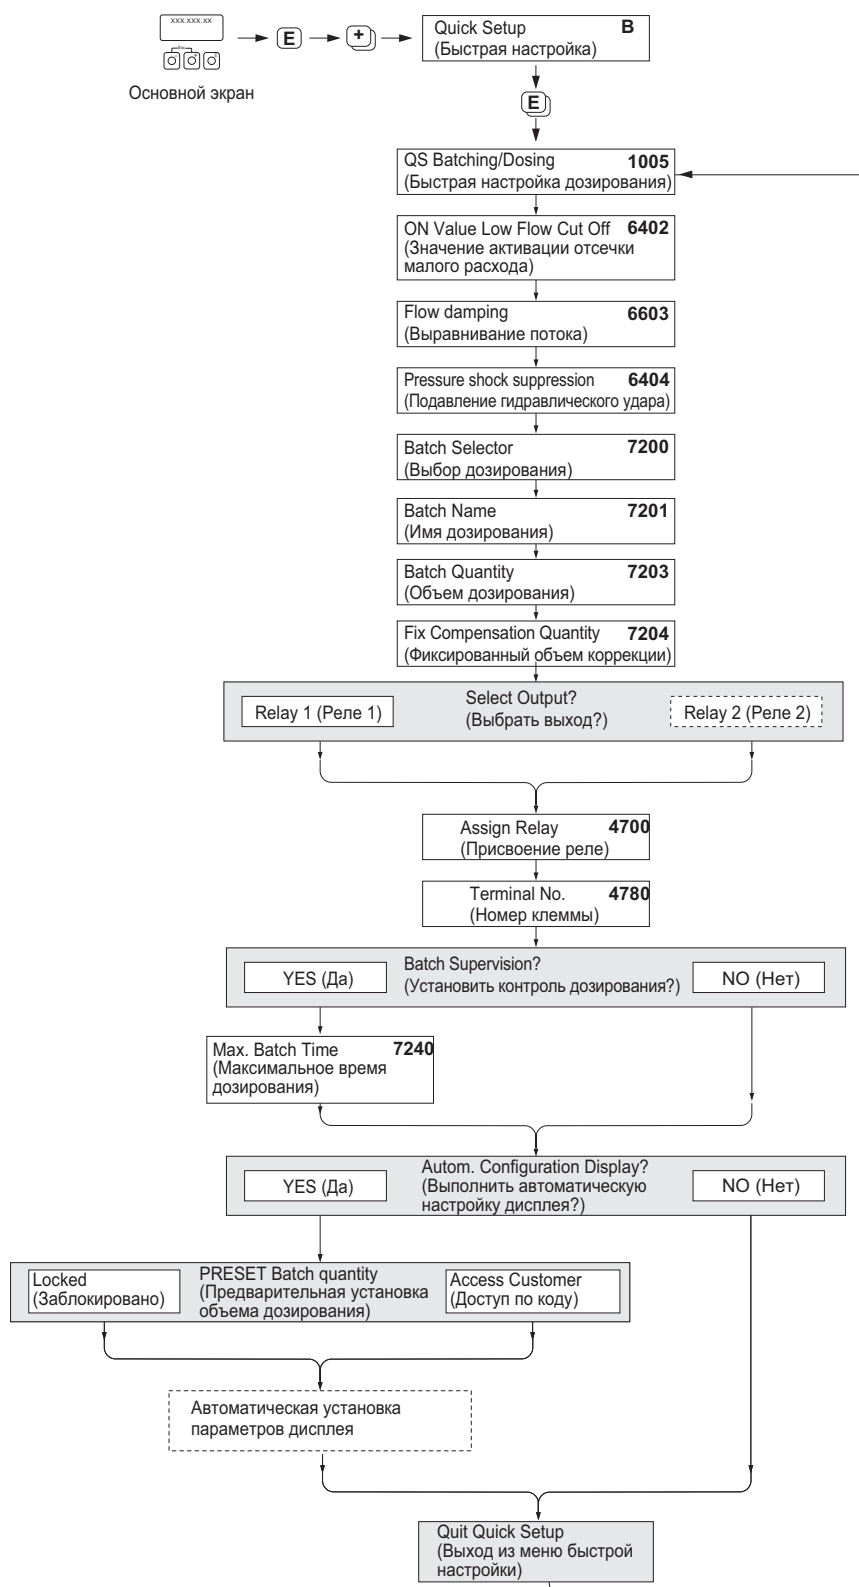 xxx.xxx.xx
Esc
- + E
E
+
Quick Setup B
(Быстрая настройка)
Основной экран
E
QS Batching/Dosing 1005
(Быстрая настройка дозирования)
ON Value Low Flow Cut Off 6402
(Значение активации отсечки
малого расхода)
Flow damping 6603
(Выравнивание потока)
Pressure shock suppression 6404
(Подавление гидравлического удара)
Batch Selector 7200
(Выбор дозирования)
Batch Name 7201
(Имя дозирования)
Batch Quantity 7203
(Объем дозирования)
Fix Compensation Quantity 7204
(Фиксированный объем коррекции)
Select Output?
(Выбрать выход?)
Relay 1 (Реле 1)
Relay 2 (Реле 2)
Assign Relay 4700
(Присвоение реле)
Terminal No. 4780
(Номер клеммы)
Batch Supervision?
(Установить контроль дозирования?)
YES (Да)
NO (Нет)
Max. Batch Time 7240
(Максимальное время
дозирования)
Autom. Configuration Display?
(Выполнить автоматическую
настройку дисплея?)
YES (Да)
NO (Нет)
Locked
(Заблокировано)
PRESET Batch quantity
(Предварительная установка
объема дозирования)
Access Customer
(Доступ по коду)
Автоматическая установка
параметров дисплея
Quit Quick Setup
(Выход из меню быстрой
настройки)